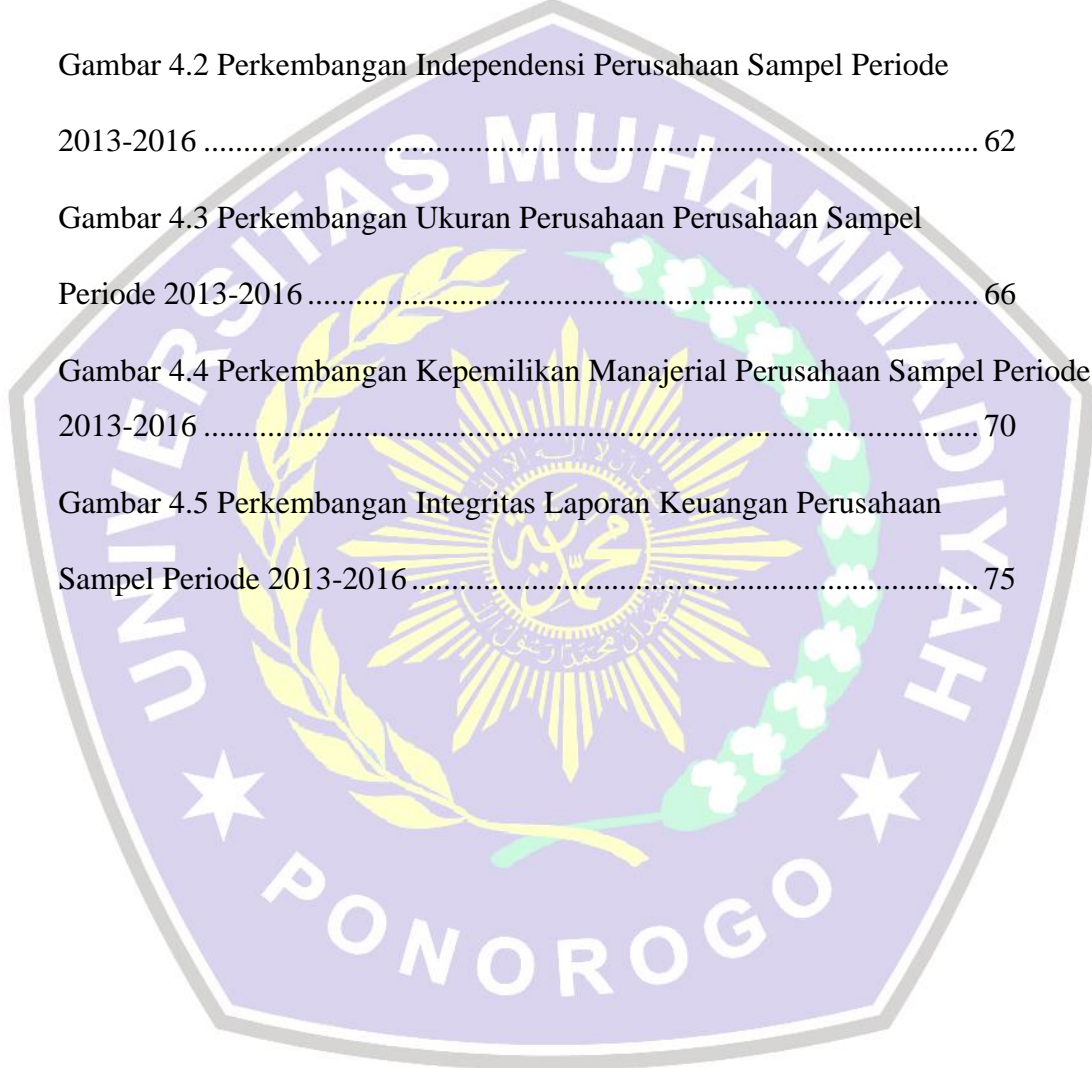 Gambar 4.2 Perkembangan Independensi Perusahaan Sampel Periode
2013-2016 ................................................................................................. 62
Gambar 4.3 Perkembangan Ukuran Perusahaan Perusahaan Sampel
Periode 2013-2016 .................................................................................... 66
Gambar 4.4 Perkembangan Kepemilikan Manajerial Perusahaan Sampel Periode
2013-2016 ................................................................................................. 70
Gambar 4.5 Perkembangan Integritas Laporan Keuangan Perusahaan
Sampel Periode 2013-2016 ....................................................................... 75
UNIVERSITAS MUHAMMADIYAH
PONOROGO
محمدية